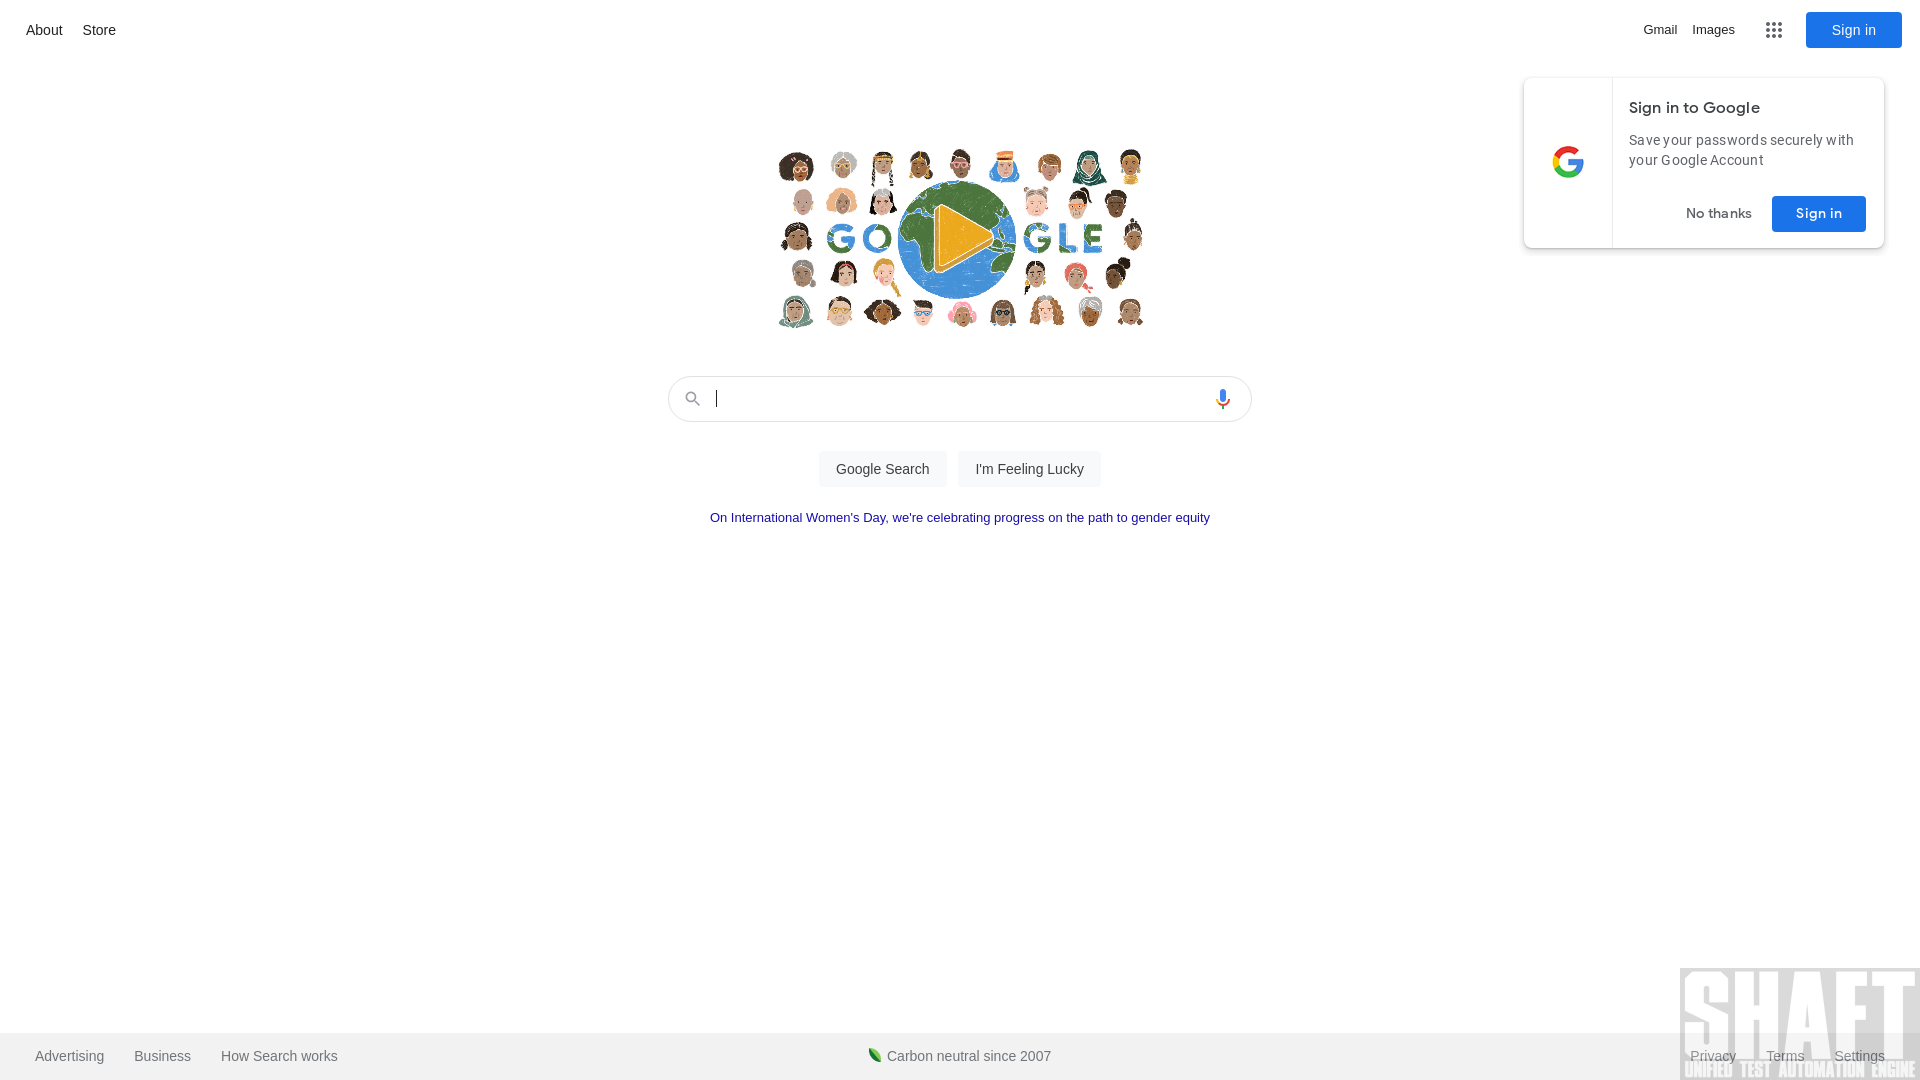 About Store
Gmail Images Sign in
Sign in to Google
Save your passwords securely with
your Google Account
No thanks Sign in
GO GLE
Google Search I'm Feeling Lucky
On International Women's Day, we're celebrating progress on the path to gender equity
SHAFT
Advertising Business How Search works Carbon neutral since 2007 Privacy Terms Settings
UNIFIED TEST AUTOMATION ENGINE